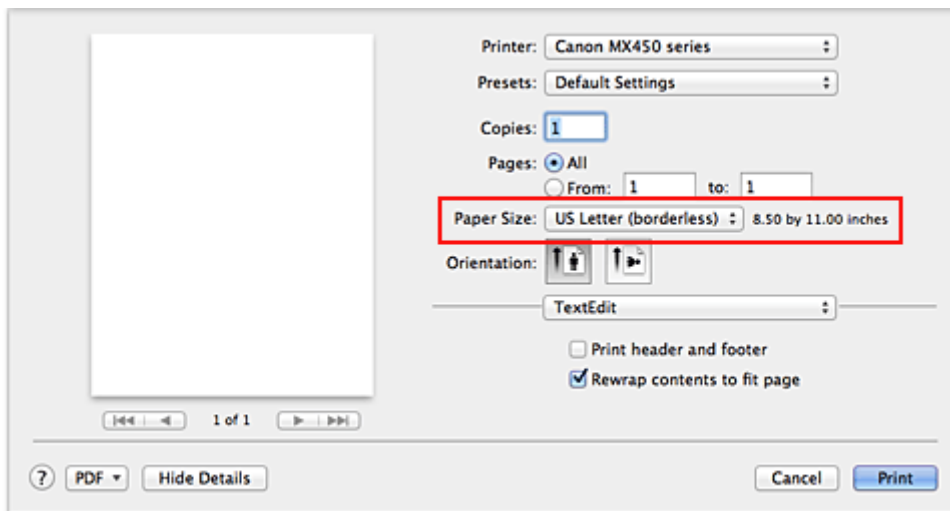 Printer: Canon MX450 series
Presets: Default Settings
Copies: 1
Pages: All
From: 1 to: 1
Paper Size: US Letter (borderless) 8.50 by 11.00 inches
Orientation:
TextEdit
Print header and footer
Rewrap contents to fit page
1 of 1
? PDF Hide Details Cancel Print